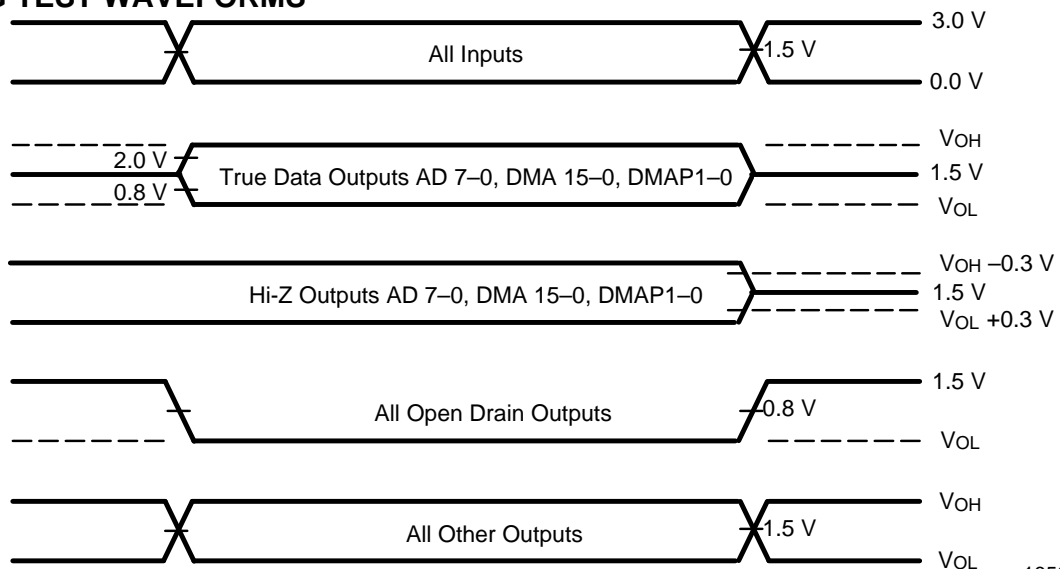 TEST WAVEFORMS
3.0 V
All Inputs
1.5 V
0.0 V
VOH
2.0 V
True Data Outputs AD 7–0, DMA 15–0, DMAP1–0
1.5 V
0.8 V
VOL
VOH –0.3 V
Hi-Z Outputs AD 7–0, DMA 15–0, DMAP1–0
1.5 V
VOL +0.3 V
1.5 V
All Open Drain Outputs
0.8 V
VOL
VOH
All Other Outputs
1.5 V
VOL